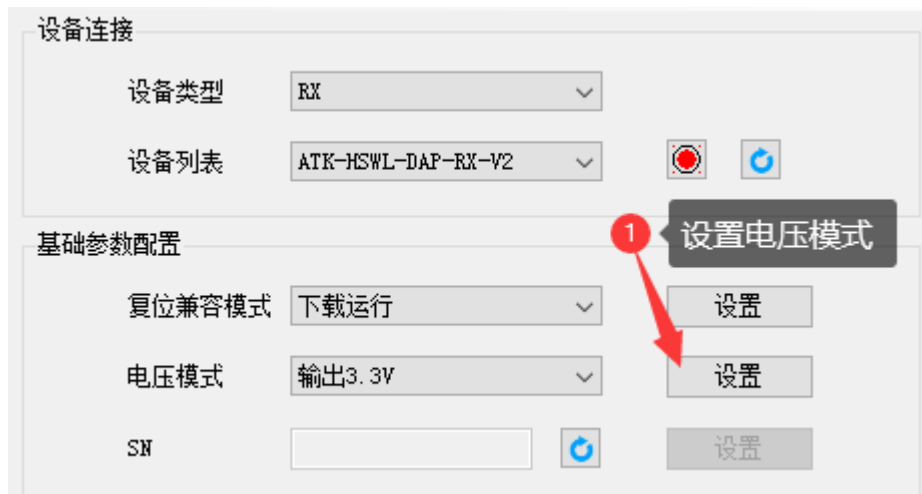 设备连接
设备类型 RX
设备列表 ATK-HSWL-DAP-RX-V2
1 设置电压模式
基础参数配置
复位兼容模式 下载运行 设置
电压模式 输出3.3V 设置
SN 设置